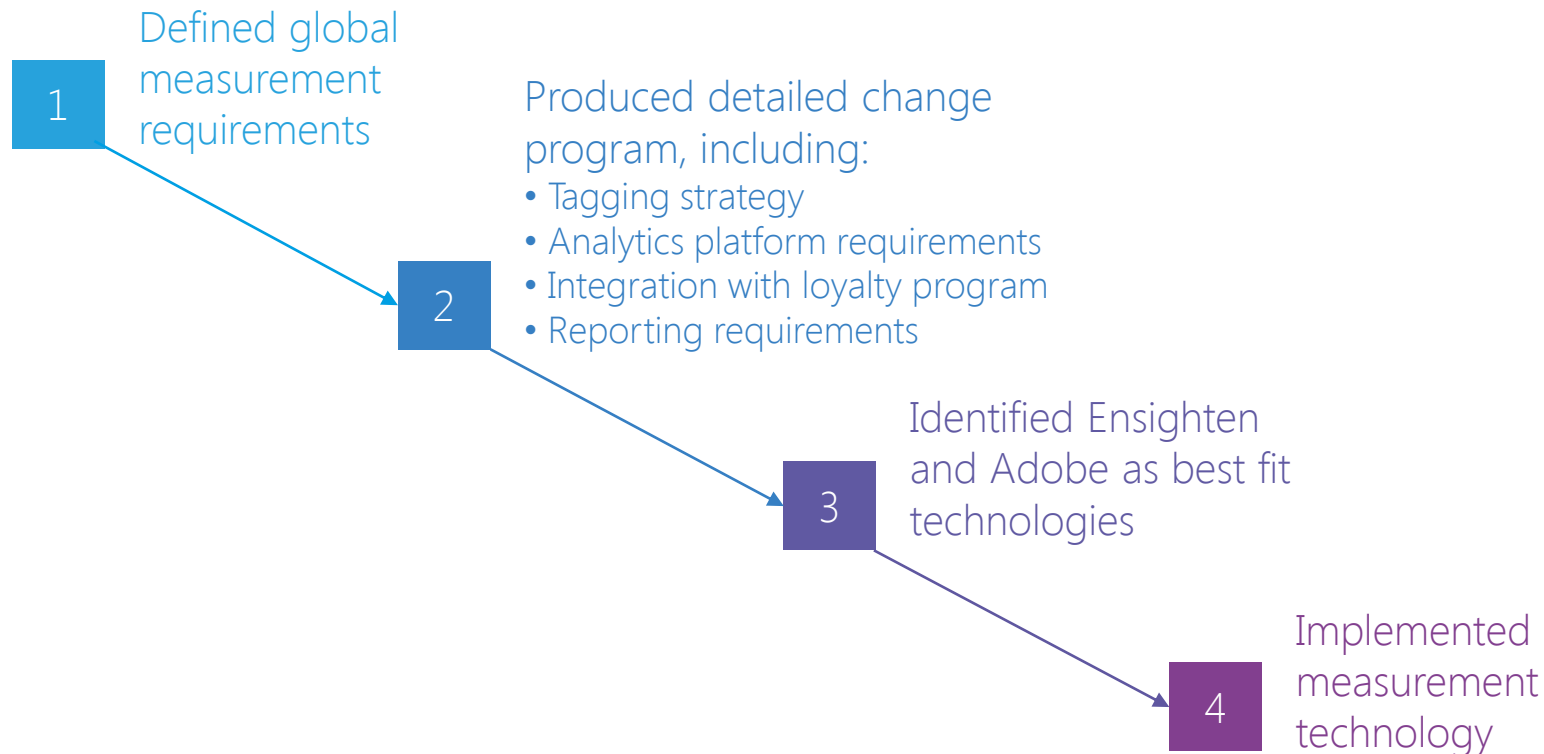 1
Defined global
measurement
requirements
2
Produced detailed change
program, including:
• Tagging strategy
• Analytics platform requirements
• Integration with loyalty program
• Reporting requirements
3
Identified Ensighten
and Adobe as best fit
technologies
4
Implemented
measurement
technology